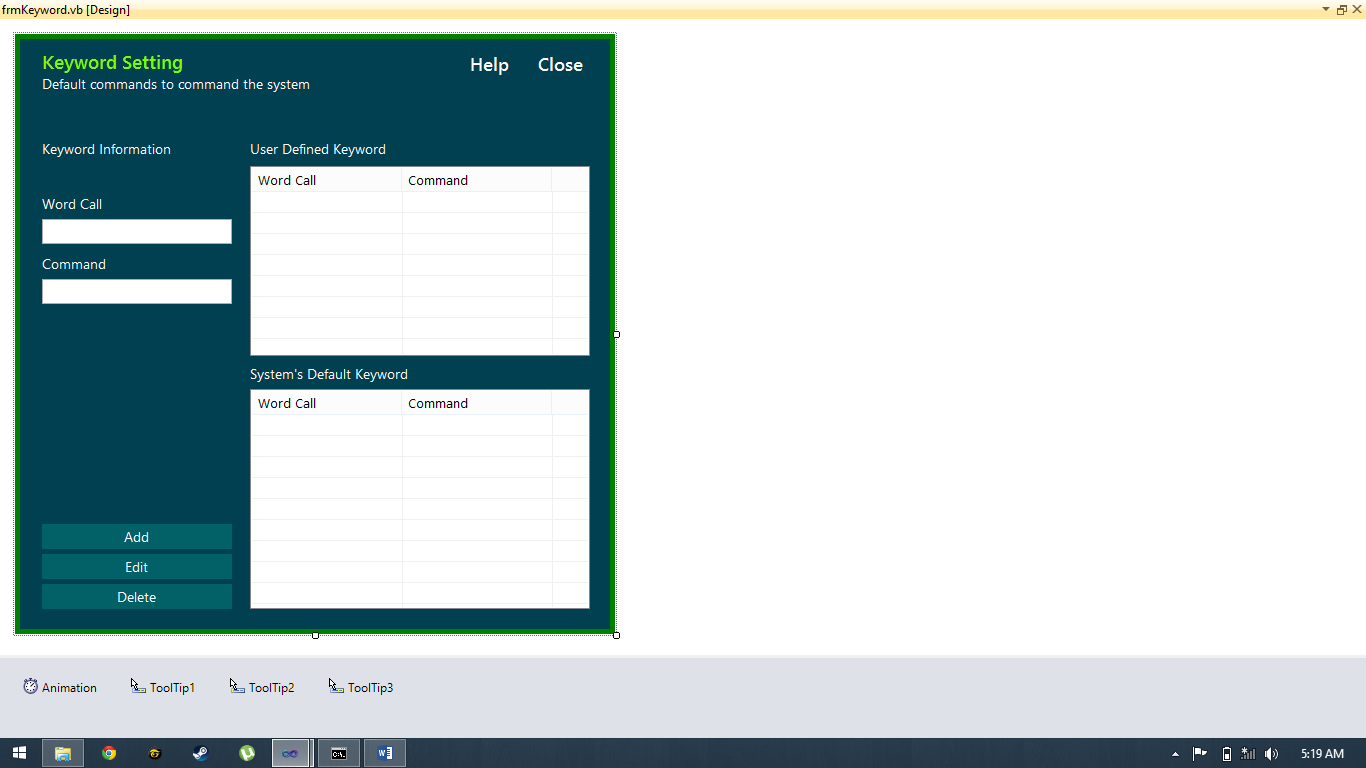 frmKeyword.vb [Design]
Keyword Setting
Help Close
Default commands to command the system
Keyword Information
User Defined Keyword
Word Call Command
Word Call
Command
System's Default Keyword
Word Call Command
Add
Edit
Delete
Animation ToolTip1 ToolTip2 ToolTip3
C:\.
W
5:19 AM